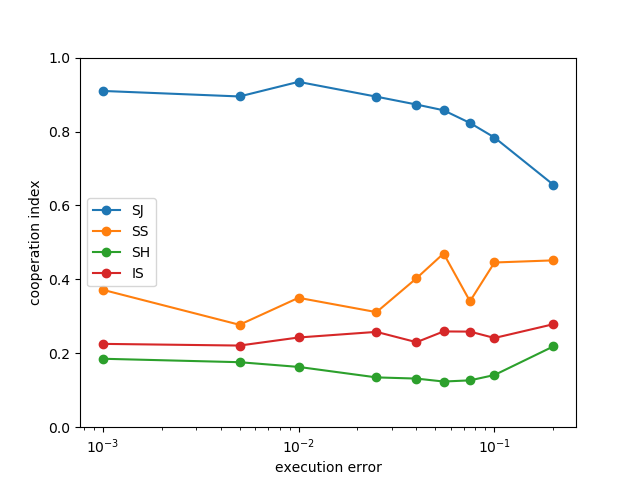 1.0
0.8
0.6
0.4
0.2
0.0
cooperation index
SJ
SS
SH
IS
10⁻³
10⁻²
10⁻¹
execution error